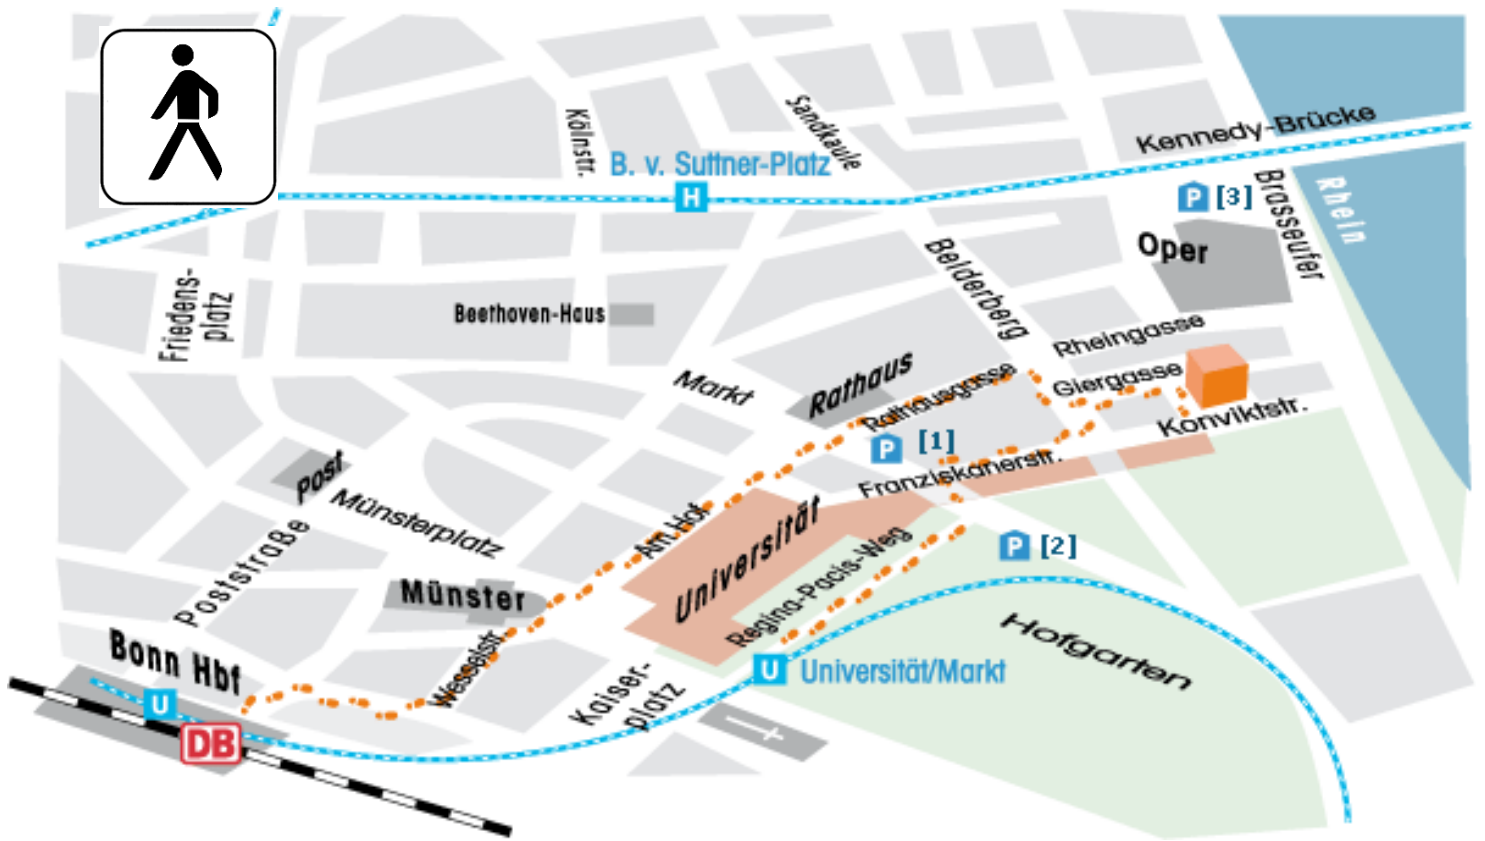 Kennedy-Brücke
Kölnstr.
Sandkaule
B. v. Suttner-Platz
H
P [3]
Brasseufer
Rhein
Oper
Belderberg
Friedens-
platz
Beethoven-Haus
Rheingasse
Markt
Rathaus
Rathausgasse
Giergasse
Konviktstr.
P [1]
Franziskanerstr.
Post
Münsterplatz
Am Hof
Universität
Regina-Pacis-Weg
P [2]
Poststraße
Münster
Hofgarten
Bonn Hbf
Wesselstr.
Kaiser-
platz
U Universität/Markt
U
DB